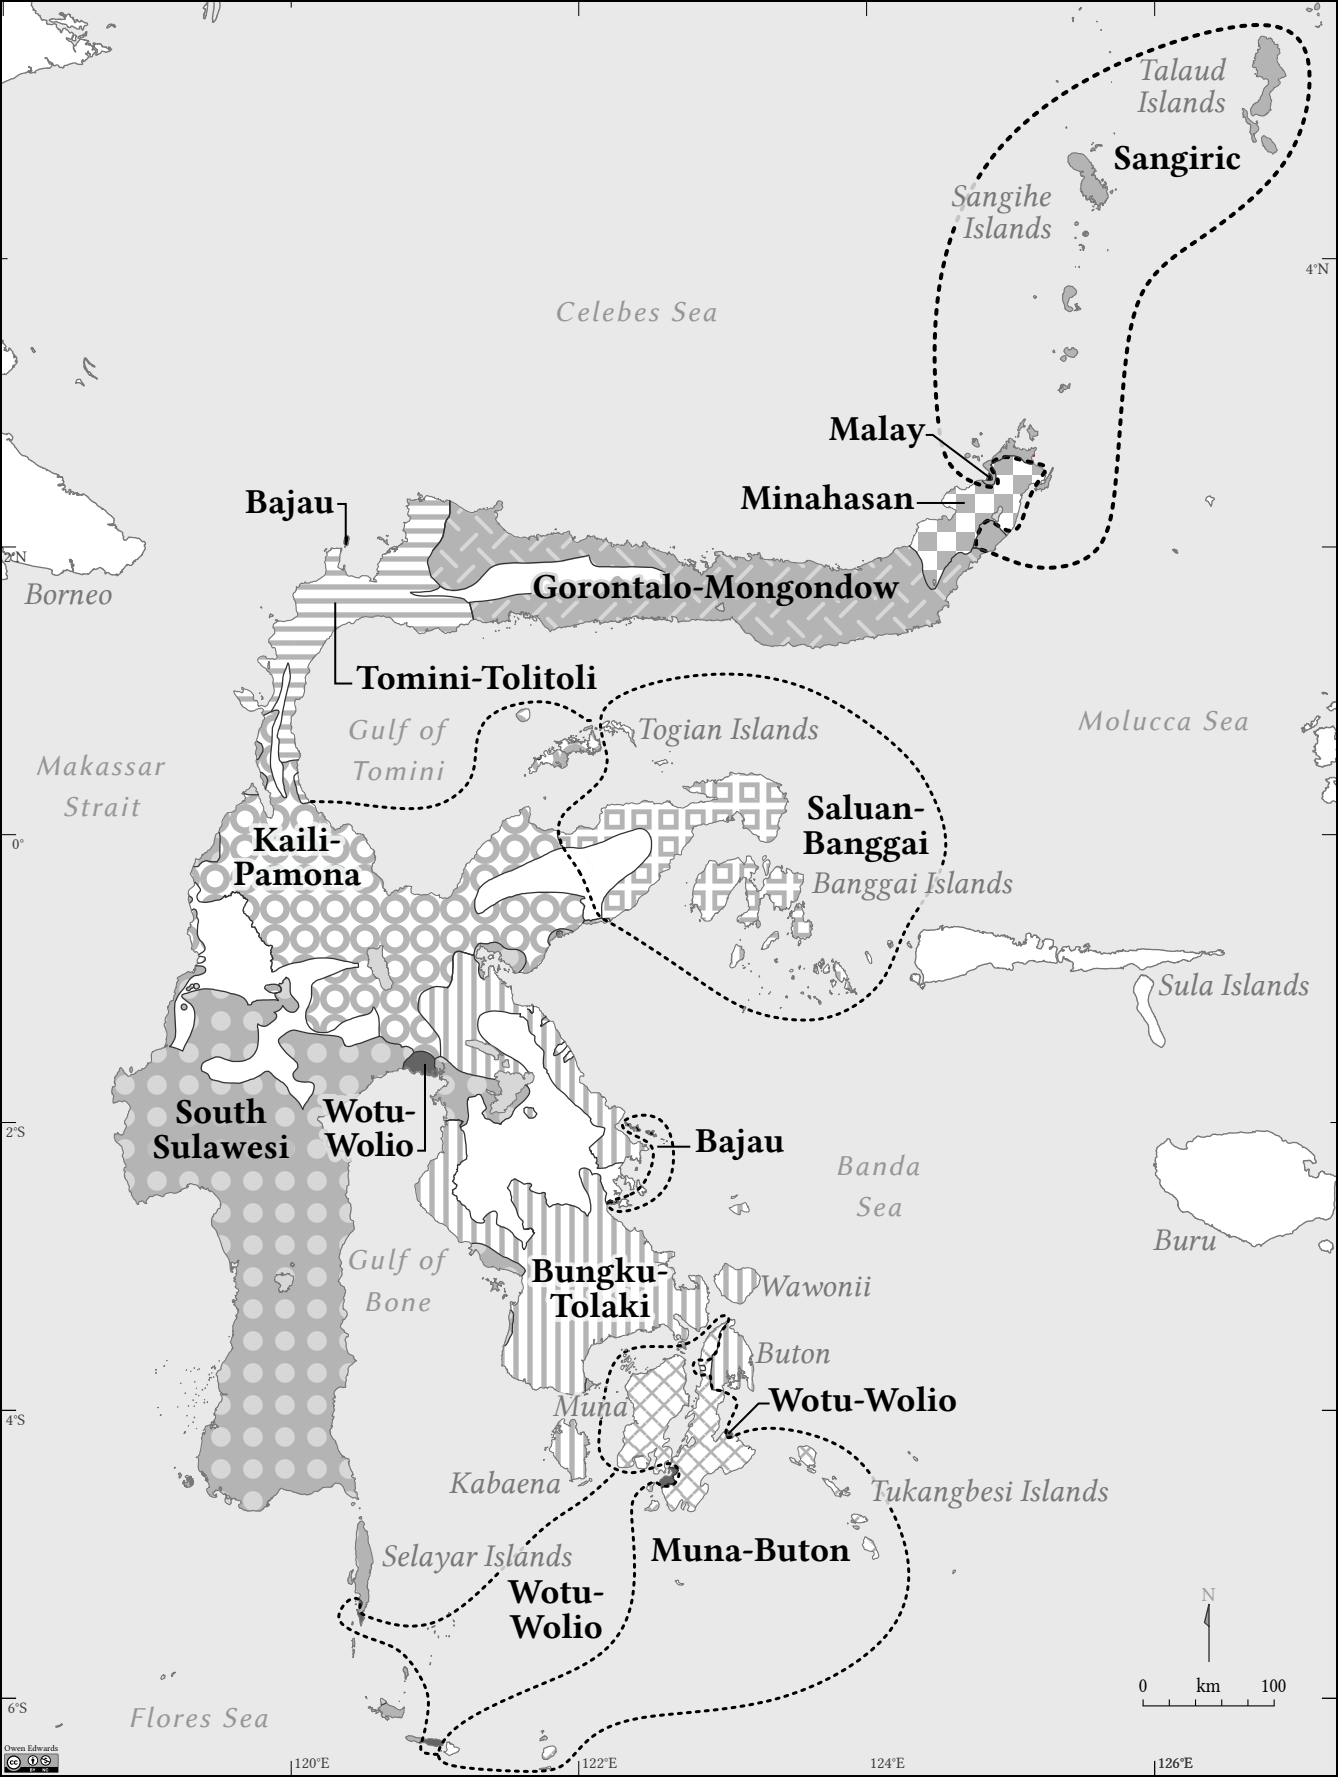 Talaud
Islands
Sangiric
Sangihe
Islands
4°N
Celebes Sea
Malay
Minahasan
Bajau
2°N
Borneo
Gorontalo-Mongondow
Tomini-Tolitoli
Gulf of
Tomini
Togian Islands
Molucca Sea
Makassar
Strait
Kaili-
Pamona
0°
Saluan-
Banggai
Banggai Islands
Sula Islands
South
Sulawesi
Wotu-
Wolio
2°S
Bajau
Banda
Sea
Buru
Gulf of
Bone
Bungku-
Tolaki
Wawonii
Buton
Muna
Wotu-Wolio
4°S
Kabaena
Tukangbesi Islands
Muna-Buton
Selayar Islands
Wotu-
Wolio
N
0 km 100
6°S
Flores Sea
Owen Edwards
cc BY NC
120°E
122°E
124°E
126°E